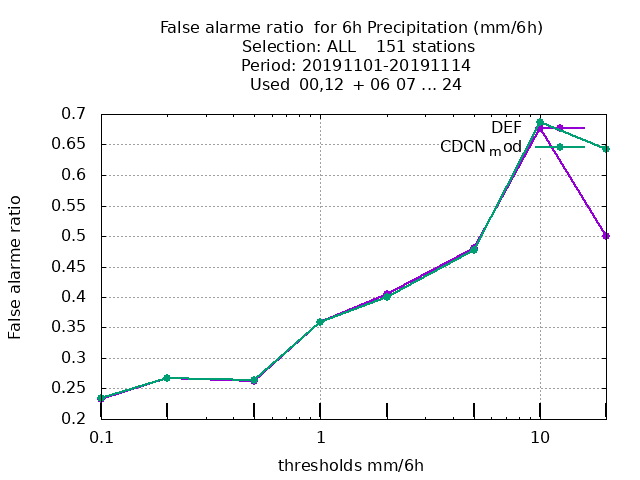 False alarme ratio  for 6h Precipitation (mm/6h)
Selection: ALL    151 stations
Period: 20191101-20191114
Used  00,12  + 06 07 ... 24
0.7
DEF
0.65
CDCNmod
0.6
0.55
0.5
0.45
0.4
0.35
0.3
0.25
0.2
False alarme ratio
0.1
1
10
thresholds mm/6h